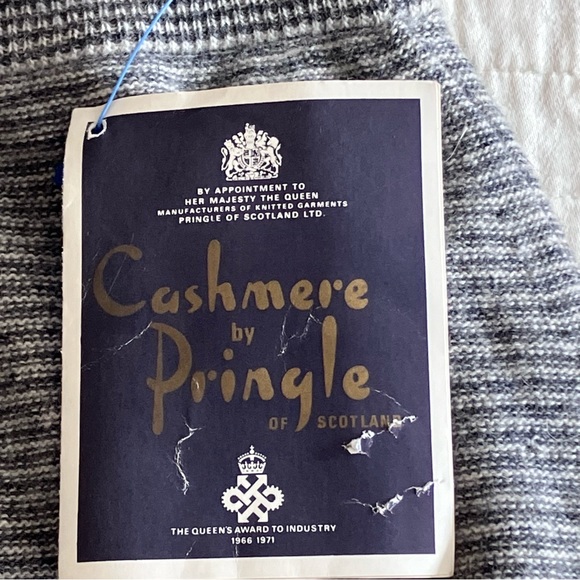 BY APPOINTMENT TO
HER MAJESTY THE QUEEN
MANUFACTURERS OF KNITTED GARMENTS
PRINGLE OF SCOTLAND LTD.
Cashmere
by
Pringle
OF SCOTLAND
THE QUEEN'S AWARD TO INDUSTRY
1966 1971